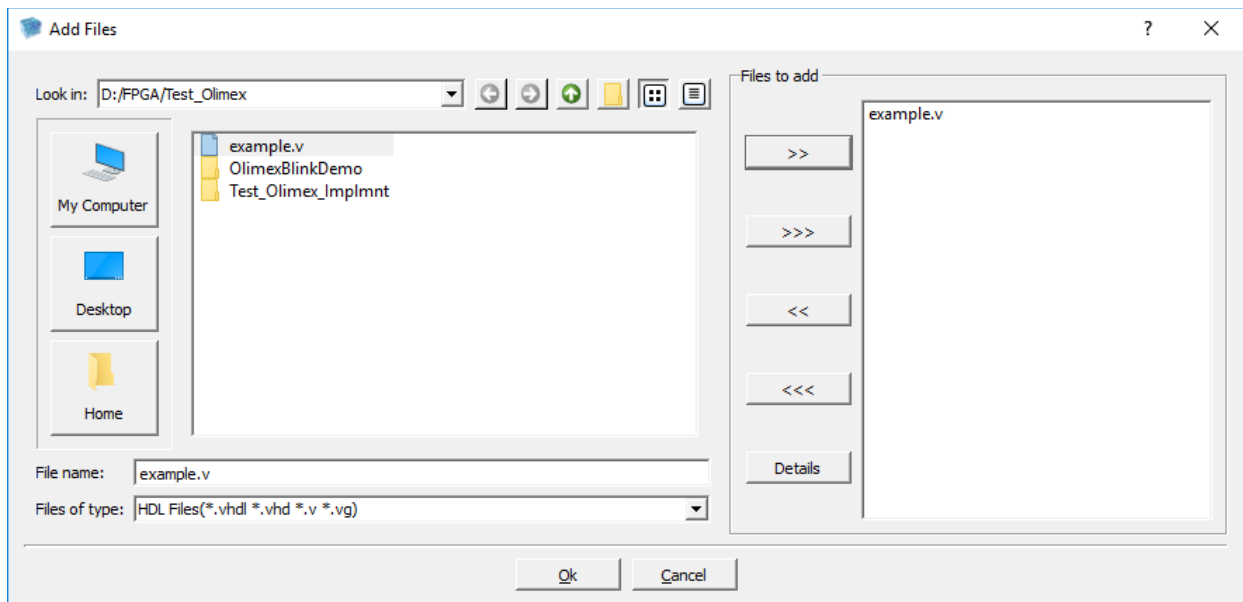 Add Files
?
Look in:
D:/FPGA/Test_Olimex
My Computer
Desktop
Home
example.v
OlimexBlinkDemo
Test_Olimex_Implmnt
File name:
example.v
Files of type:
HDL Files(*.vhdl *.vhd *.v *.vg)
Files to add
>>
>>>
<<
<<<
Details
example.v
Ok
Cancel